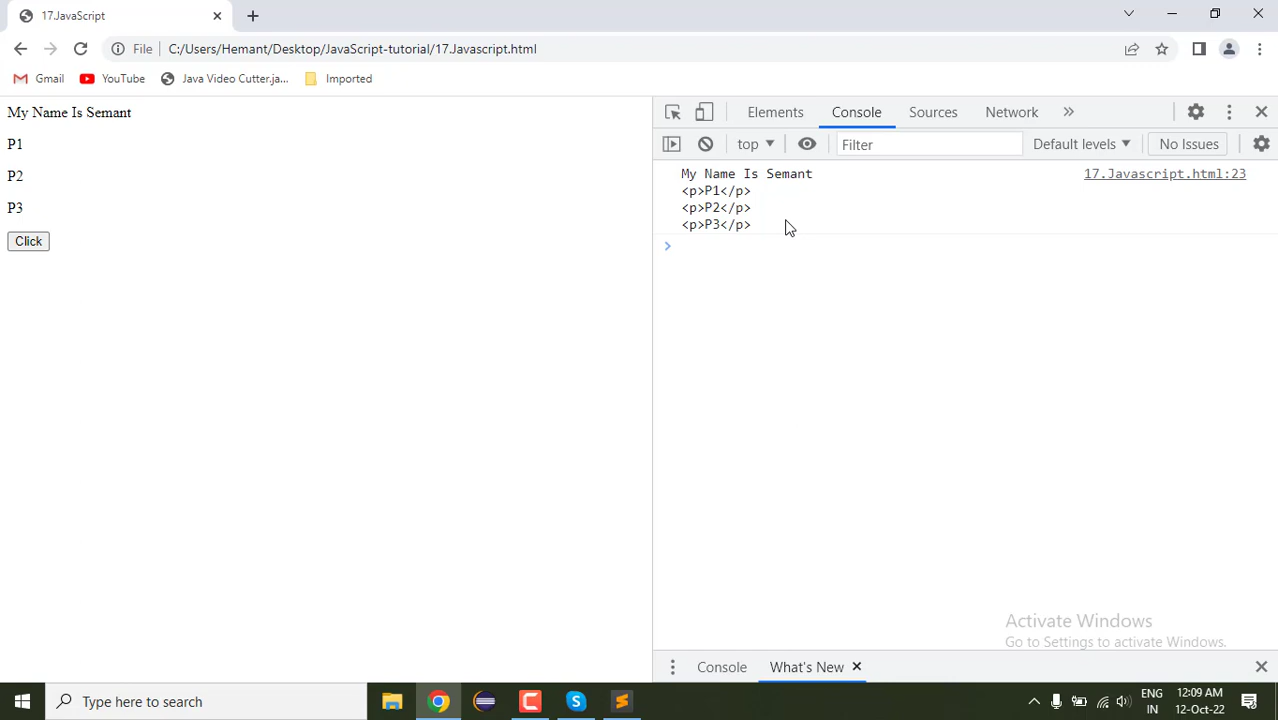 17.JavaScript
File C:/Users/Hemant/Desktop/JavaScript-tutorial/17.Javascript.html
Gmail YouTube Java Video Cutter.ja... Imported
My Name Is Semant
P1
P2
P3
Click
Elements Console Sources Network »
top Filter Default levels No Issues
My Name Is Semant 17.Javascript.html:23
<p>P1</p>
<p>P2</p>
<p>P3</p>
>
Activate Windows
Go to Settings to activate Windows.
Console What's New
Type here to search
ENG
IN
12:09 AM
12-Oct-22